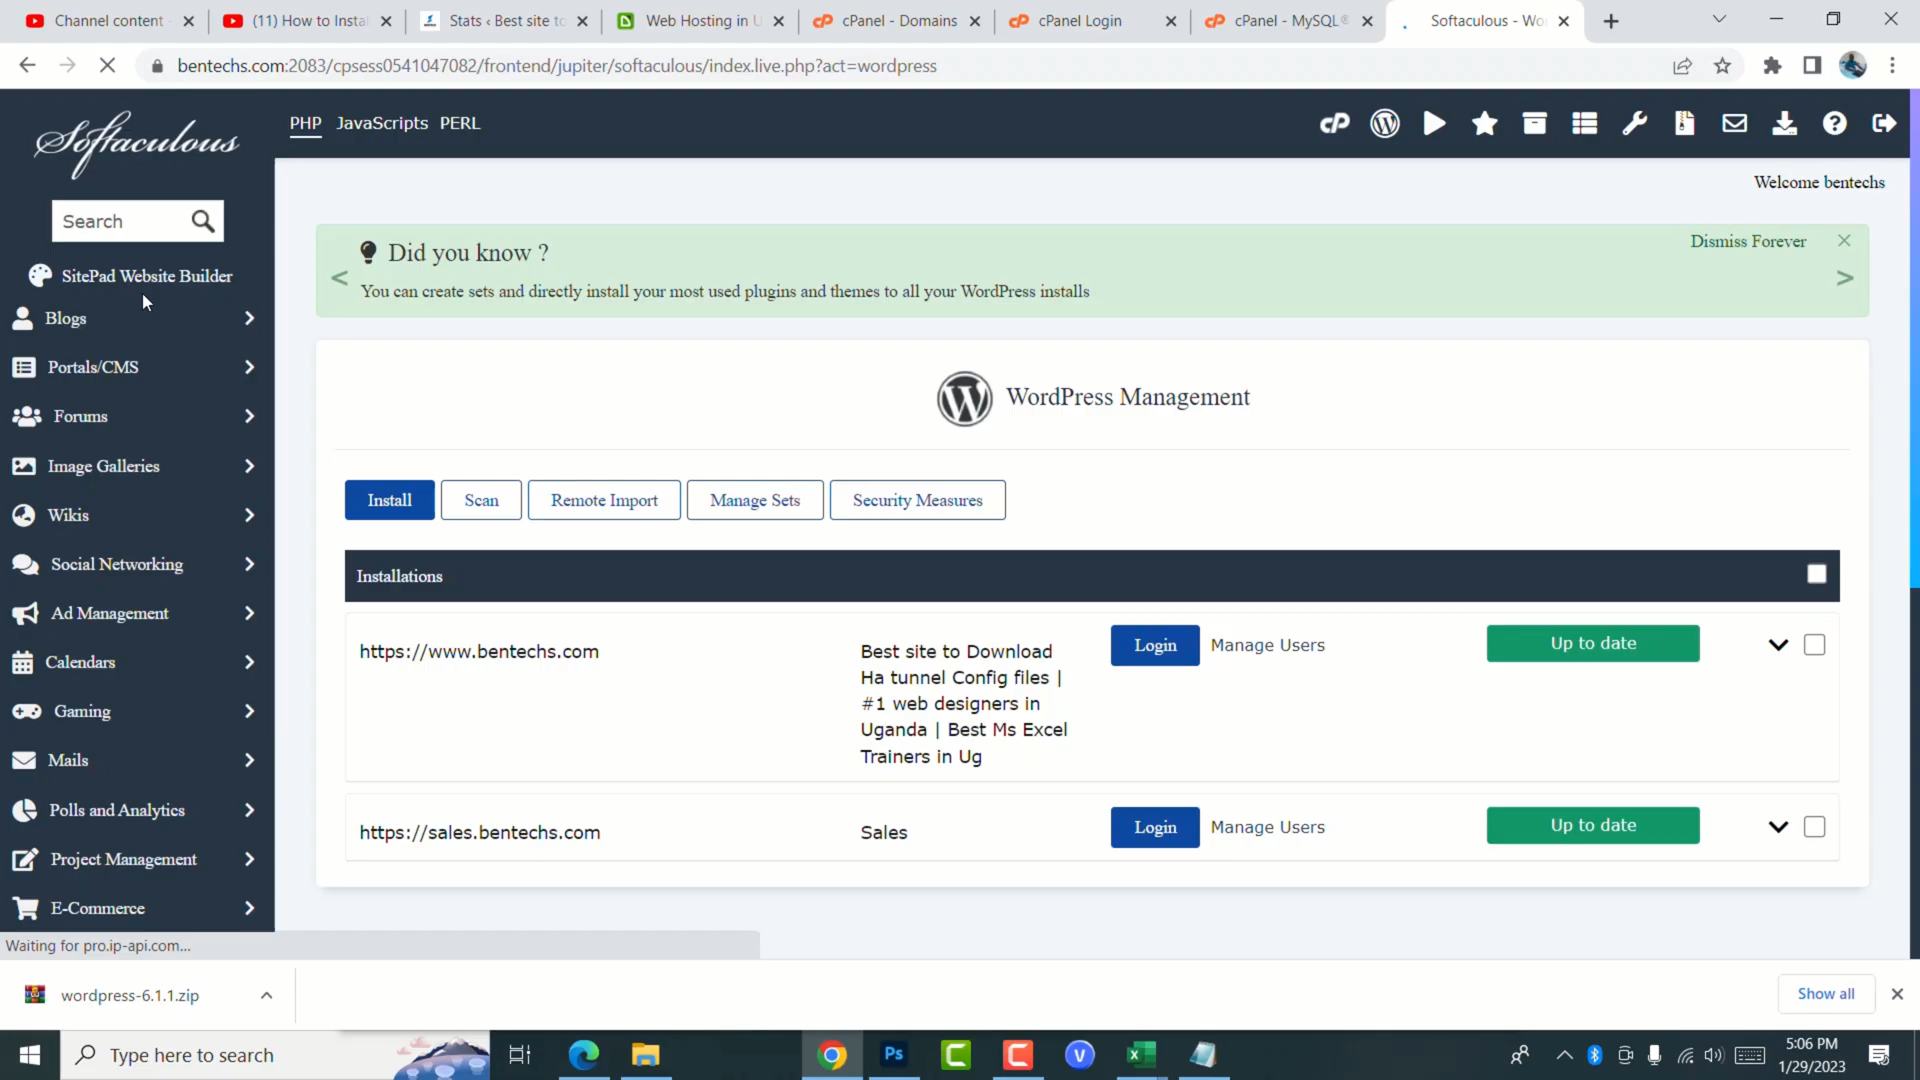 Channel content
(11) How to Insta
Stats ‹ Best site to
Web Hosting in U
cPanel - Domains
cPanel Login
cPanel - MySQL®
Softaculous - Wo
bentechs.com:2083/cpsess0541047082/frontend/jupiter/softaculous/index.live.php?act=wordpress
Softaculous
PHP JavaScripts PERL
Welcome bentechs
Search
SitePad Website Builder
Blogs
Portals/CMS
Forums
Image Galleries
Wikis
Social Networking
Ad Management
Calendars
Gaming
Mails
Polls and Analytics
Project Management
E-Commerce
Did you know ?
Dismiss Forever
You can create sets and directly install your most used plugins and themes to all your WordPress installs
WordPress Management
Install Scan Remote Import Manage Sets Security Measures
Installations
https://www.bentechs.com
Best site to Download
Ha tunnel Config files |
#1 web designers in
Uganda | Best Ms Excel
Trainers in Ug
Login Manage Users
Up to date
https://sales.bentechs.com
Sales
Login Manage Users
Up to date
Waiting for pro.ip-api.com...
wordpress-6.1.1.zip
Show all
Type here to search
5:06 PM
1/29/2023